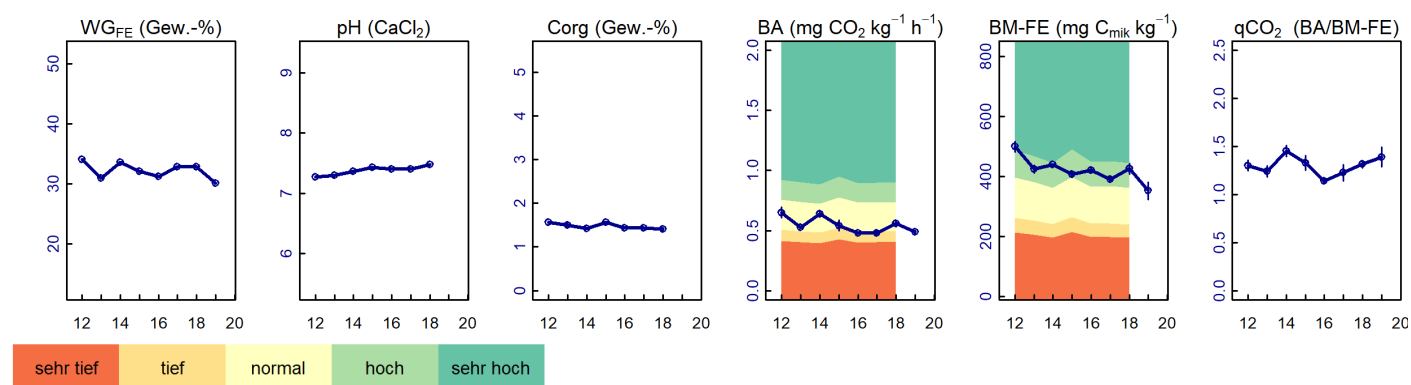 WG_FE (Gew.-%)
50
40
30
20
12 14 16 18 20
pH (CaCl₂)
9
8
7
6
12 14 16 18 20
Corg (Gew.-%)
5
4
3
2
1
0
12 14 16 18 20
BA (mg CO₂ kg⁻¹ h⁻¹)
2.0
1.5
1.0
0.5
0.0
12 14 16 18 20
BM-FE (mg C_mik kg⁻¹)
800
600
400
200
0
12 14 16 18 20
qCO₂ (BA/BM-FE)
2.5
2.0
1.5
1.0
0.5
0.0
12 14 16 18 20
sehr tief tief normal hoch sehr hoch